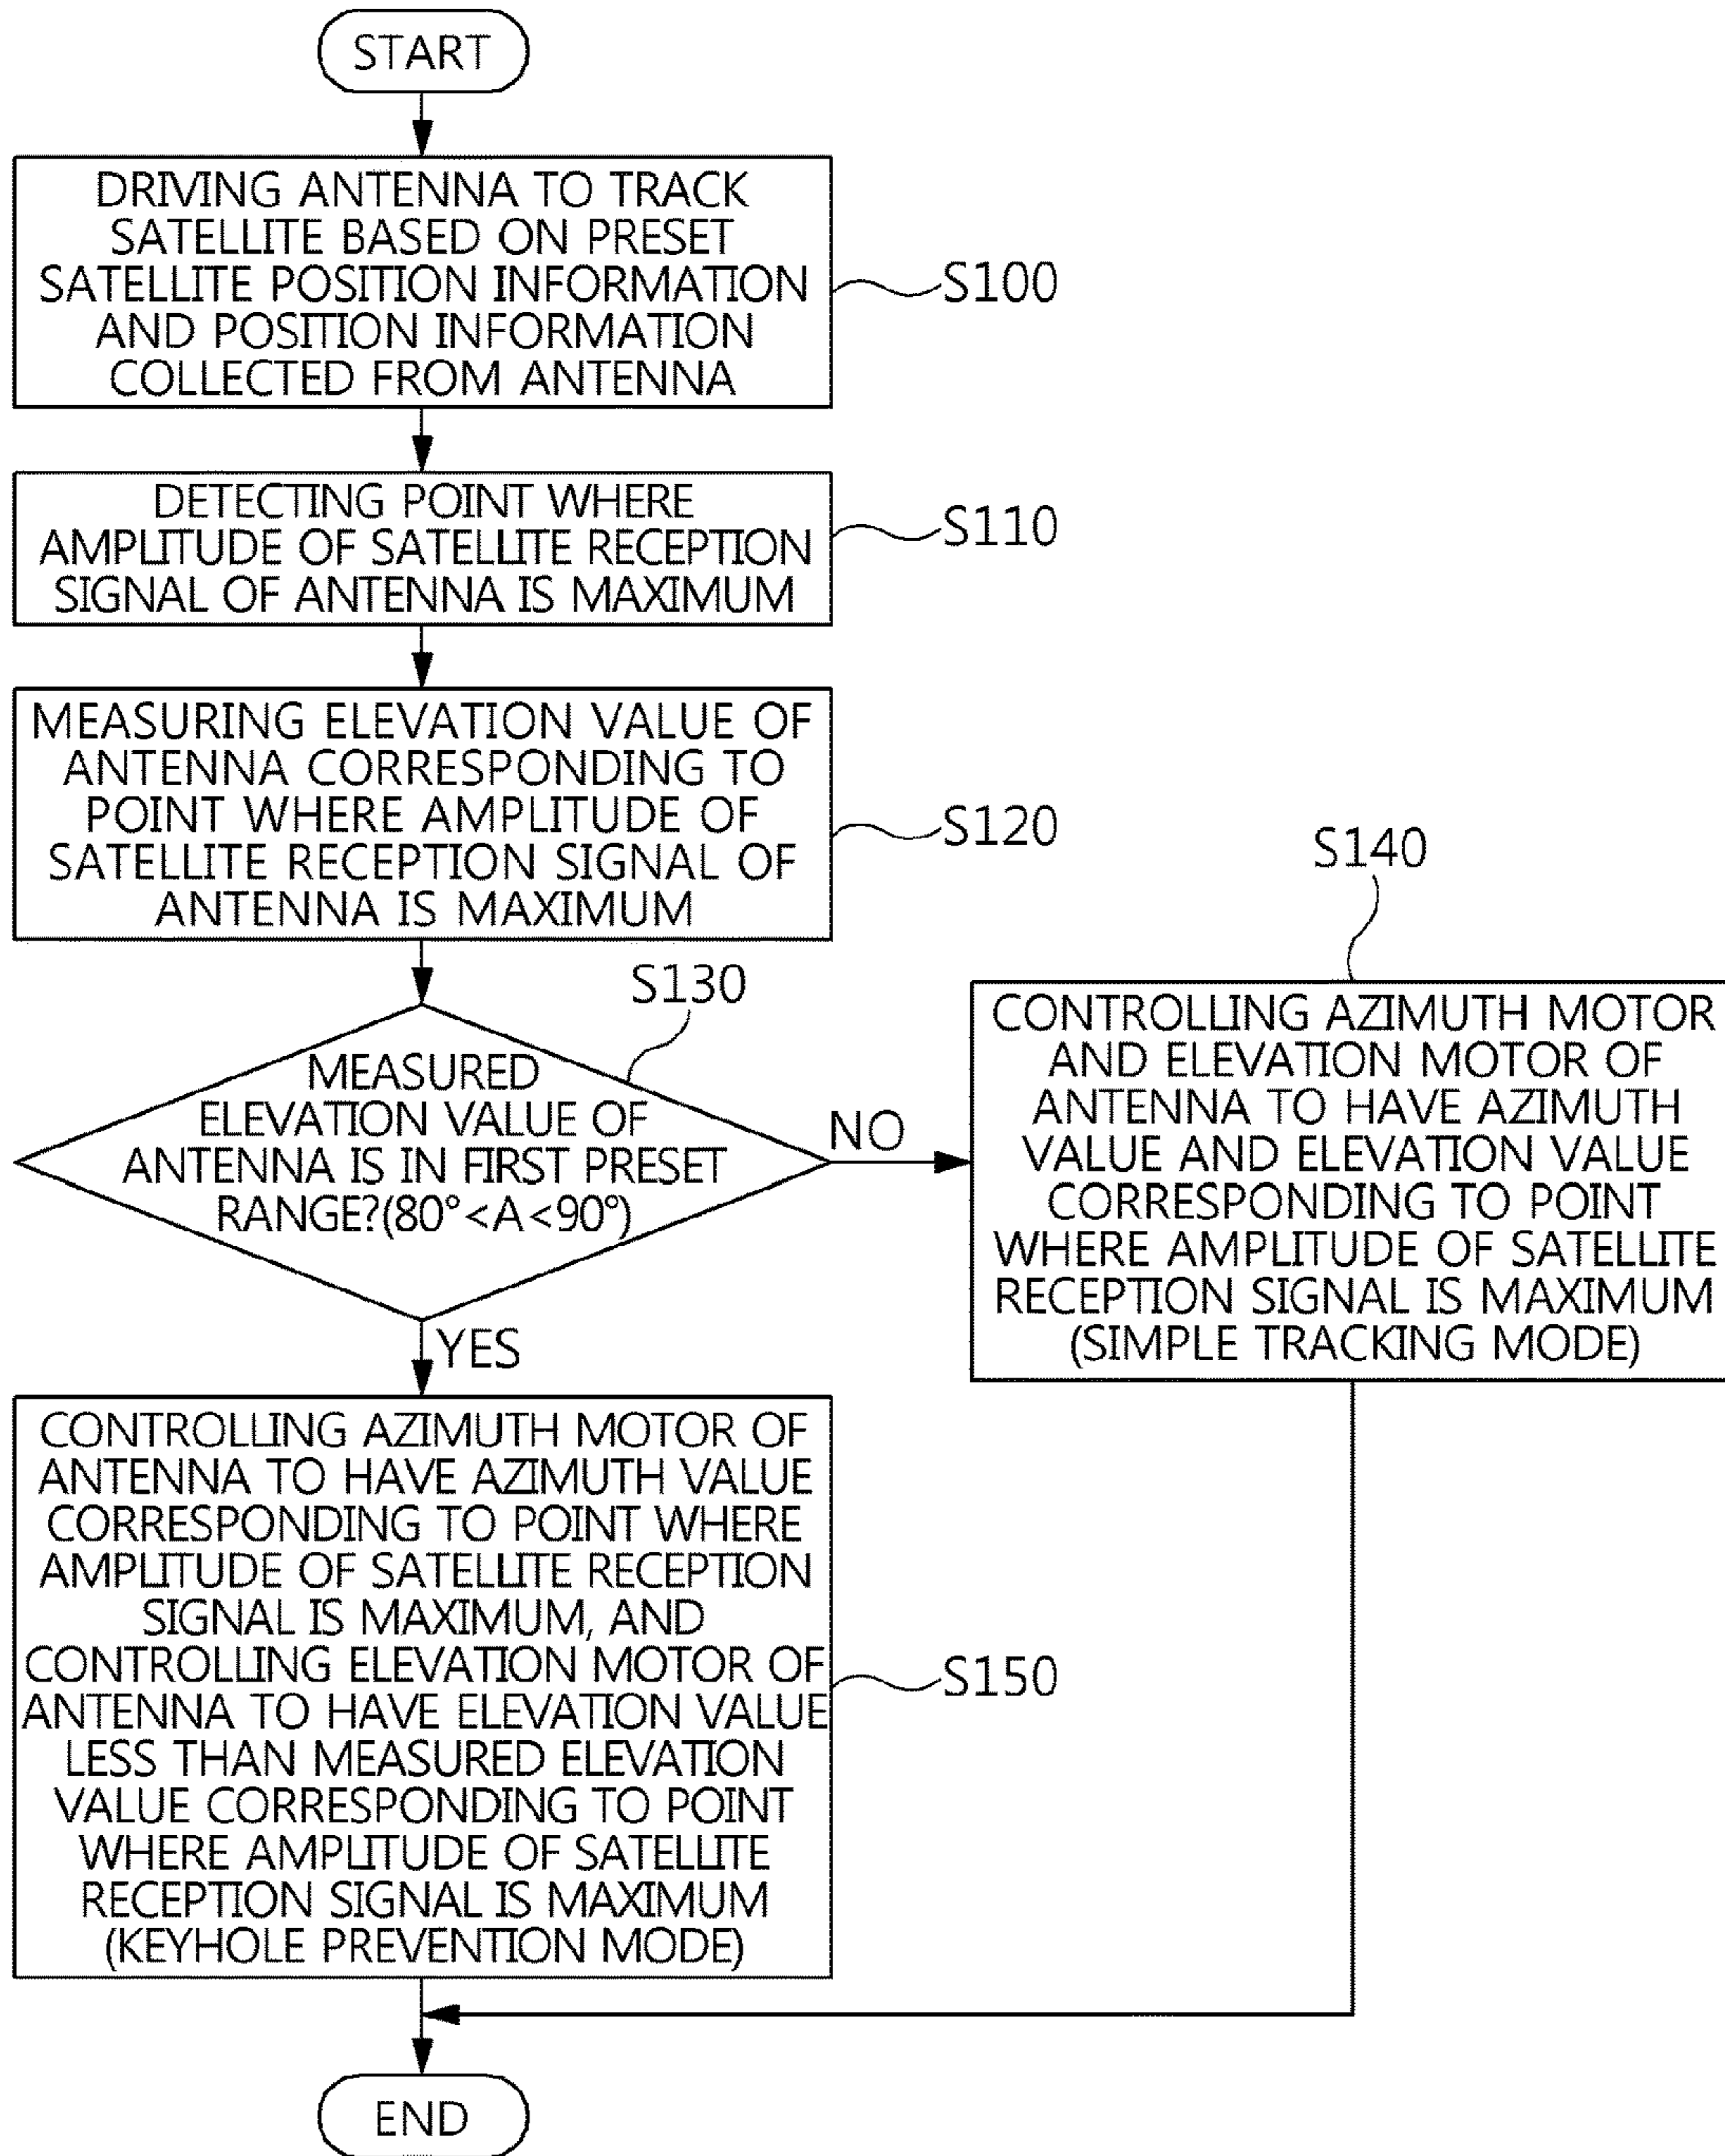 START
DRIVING ANTENNA TO TRACK
SATELLITE BASED ON PRESET
SATELLITE POSITION INFORMATION
AND POSITION INFORMATION
COLLECTED FROM ANTENNA
S100
DETECTING POINT WHERE
AMPLITUDE OF SATELLITE RECEPTION
SIGNAL OF ANTENNA IS MAXIMUM
S110
MEASURING ELEVATION VALUE OF
ANTENNA CORRESPONDING TO
POINT WHERE AMPLITUDE OF
SATELLITE RECEPTION SIGNAL OF
ANTENNA IS MAXIMUM
S120
S130
MEASURED
ELEVATION VALUE OF
ANTENNA IS IN FIRST PRESET
RANGE?(80°<A<90°)
NO
S140
CONTROLLING AZIMUTH MOTOR
AND ELEVATION MOTOR OF
ANTENNA TO HAVE AZIMUTH
VALUE AND ELEVATION VALUE
CORRESPONDING TO POINT
WHERE AMPLITUDE OF SATELLITE
RECEPTION SIGNAL IS MAXIMUM
(SIMPLE TRACKING MODE)
YES
CONTROLLING AZIMUTH MOTOR OF
ANTENNA TO HAVE AZIMUTH VALUE
CORRESPONDING TO POINT WHERE
AMPLITUDE OF SATELLITE RECEPTION
SIGNAL IS MAXIMUM, AND
CONTROLLING ELEVATION MOTOR OF
ANTENNA TO HAVE ELEVATION VALUE
LESS THAN MEASURED ELEVATION
VALUE CORRESPONDING TO POINT
WHERE AMPLITUDE OF SATELLITE
RECEPTION SIGNAL IS MAXIMUM
(KEYHOLE PREVENTION MODE)
S150
END